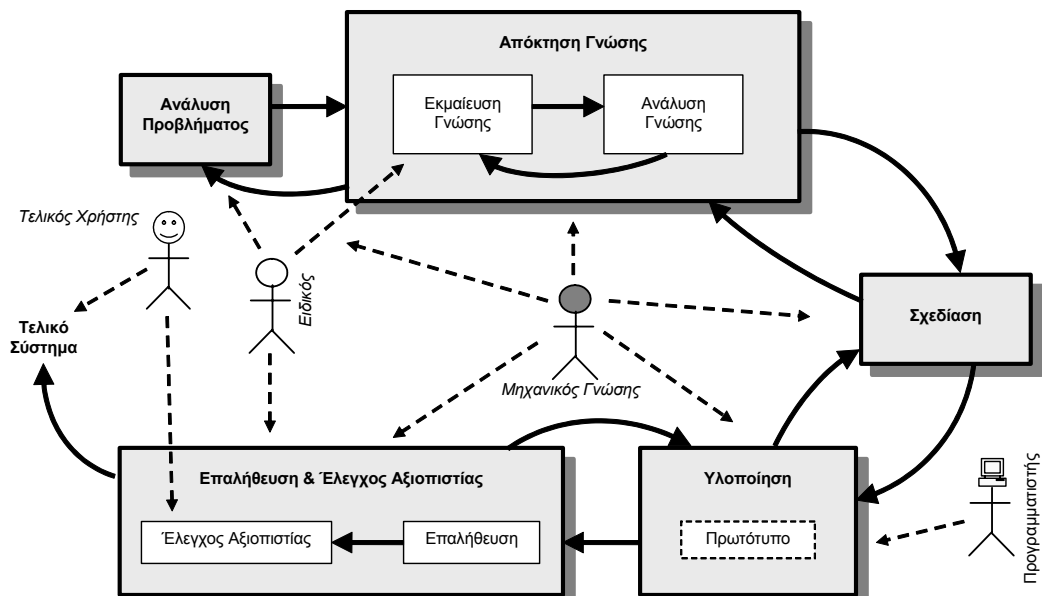 Απόκτηση Γνώσης
Ανάλυση
Προβλήματος
Εκμαίευση
Γνώσης
Ανάλυση
Γνώσης
Τελικός Χρήστης
Ειδικός
Τελικό
Σύστημα
Μηχανικός Γνώσης
Σχεδίαση
Επαλήθευση & Έλεγχος Αξιοπιστίας
Έλεγχος Αξιοπιστίας
Επαλήθευση
Υλοποίηση
Πρωτότυπο
Προγραμματιστής